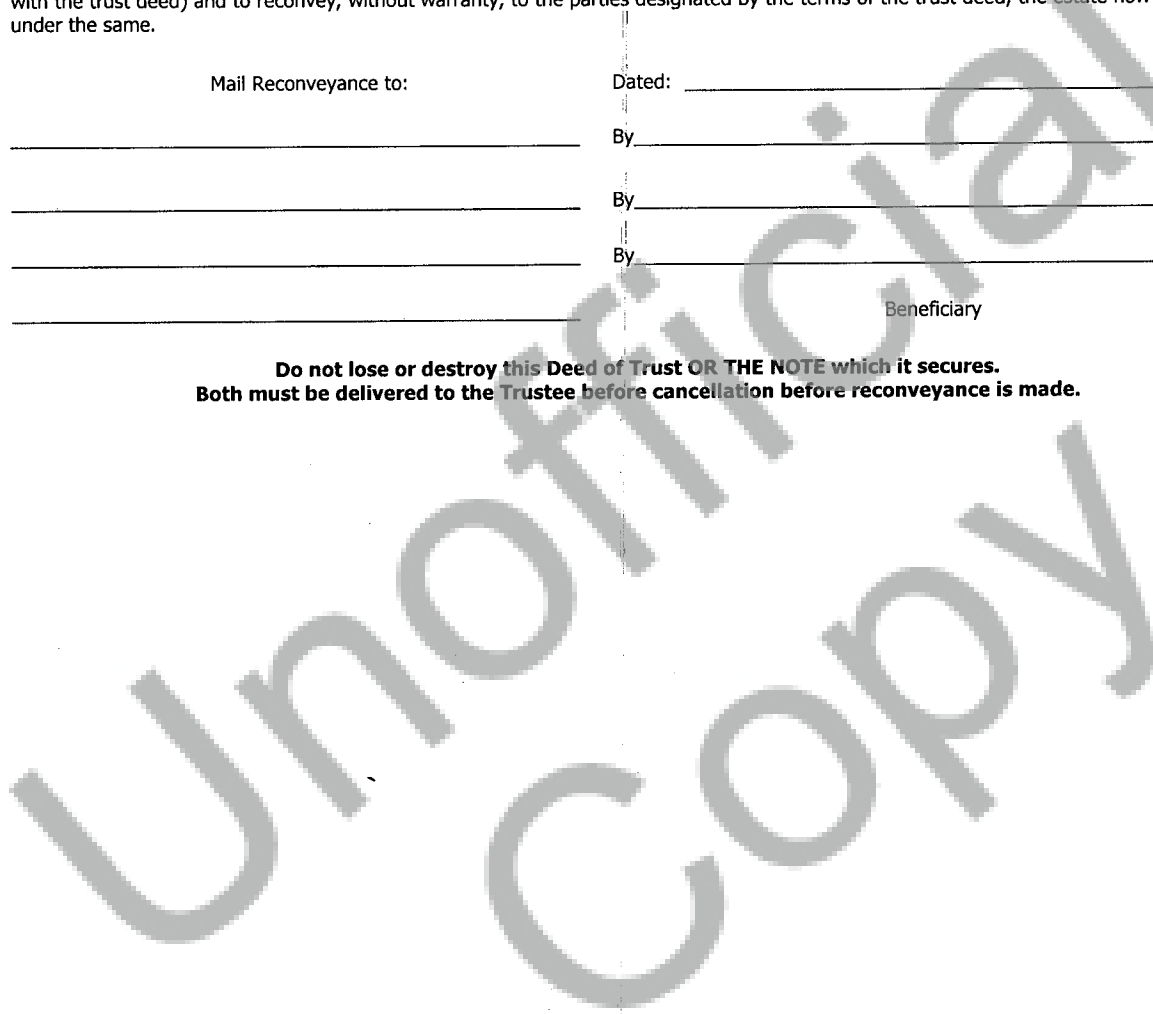 with the trust deed) and to reconvey, without warranty, to the parties designated by the terms of the trust deed, the estate now
under the same.
Mail Reconveyance to:
Dated:
By
By
By
Beneficiary
Do not lose or destroy this Deed of Trust OR THE NOTE which it secures.
Both must be delivered to the Trustee before cancellation before reconveyance is made.
Unofficial
Copy